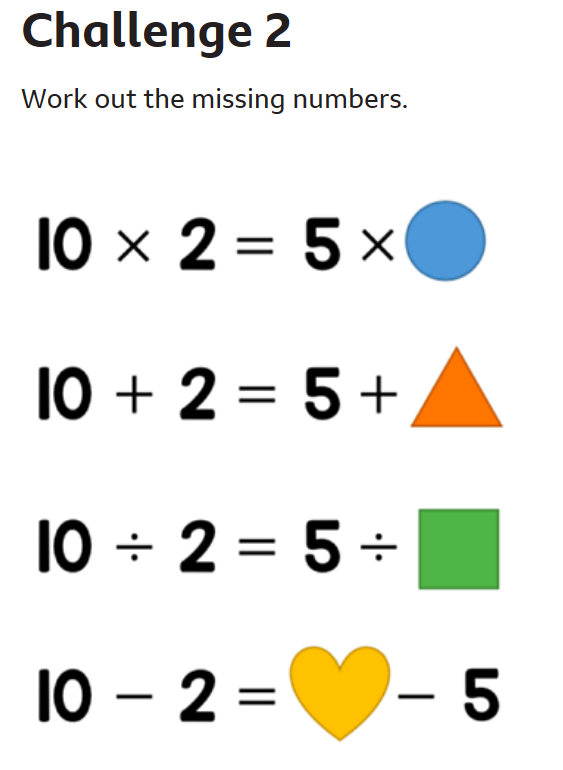 Challenge 2
Work out the missing numbers.
10 × 2 = 5 ×
10 + 2 = 5 +
10 ÷ 2 = 5 ÷
10 − 2 = − 5